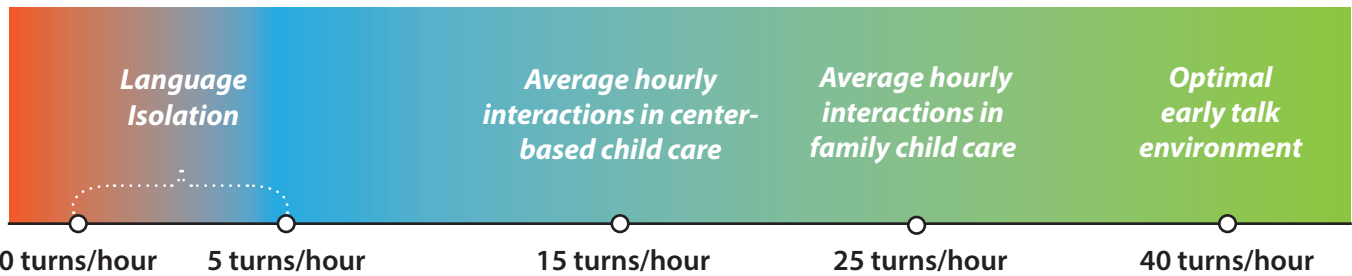 Language
Isolation
Average hourly
interactions in center-
based child care
Average hourly
interactions in
family child care
Optimal
early talk
environment
0 turns/hour
5 turns/hour
15 turns/hour
25 turns/hour
40 turns/hour